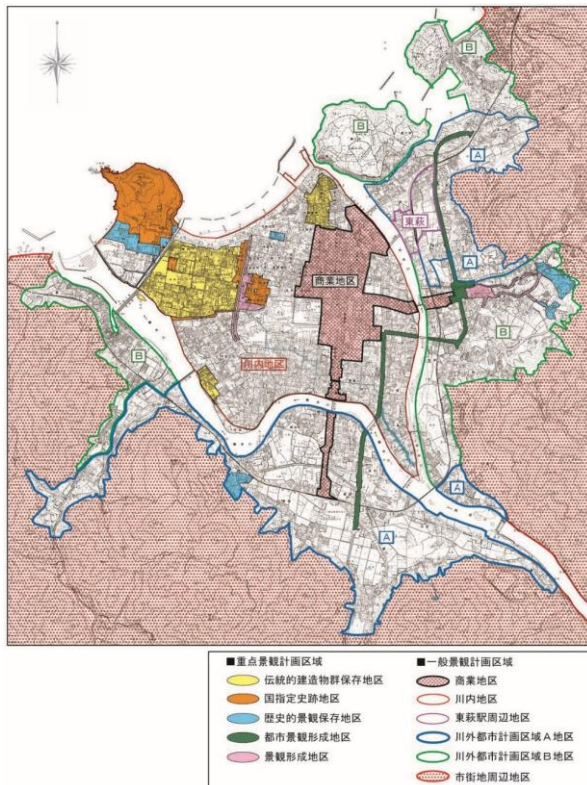 B
B
A
東萩
A
商業地区
B
川内地区
B
A
A
■重点景観計画区域
伝統的建造物群保存地区
国指定史跡地区
歴史的景観保存地区
都市景観形成地区
景観形成地区
■一般景観計画区域
商業地区
川内地区
東萩駅周辺地区
川外都市計画区域A地区
川外都市計画区域B地区
市街地周辺地区